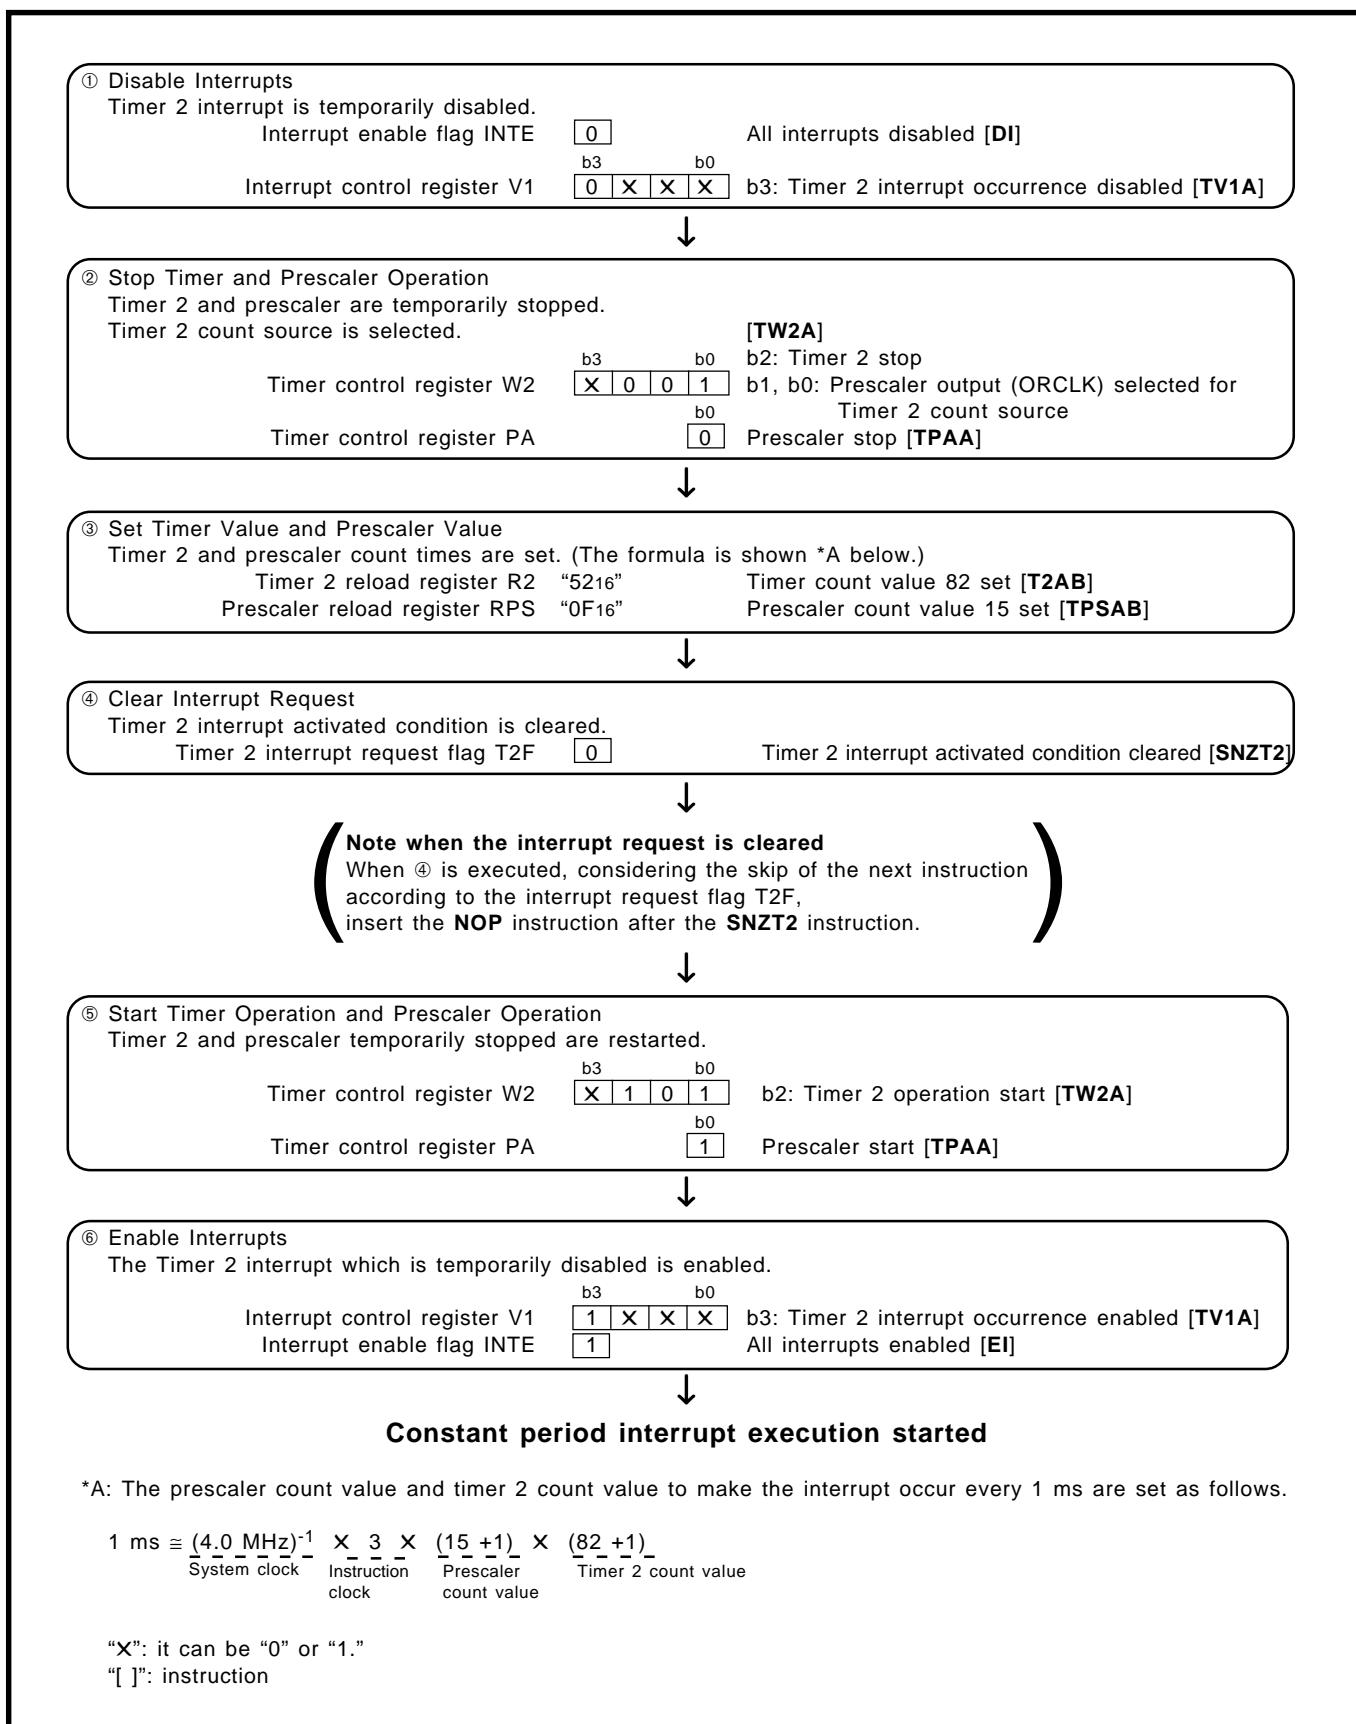 ① Disable Interrupts
Timer 2 interrupt is temporarily disabled.
Interrupt enable flag INTE 0 All interrupts disabled [DI]
b3 b0
Interrupt control register V1 0 X X X b3: Timer 2 interrupt occurrence disabled [TV1A]
↓
② Stop Timer and Prescaler Operation
Timer 2 and prescaler are temporarily stopped.
Timer 2 count source is selected. [TW2A]
b3 b0 b2: Timer 2 stop
Timer control register W2 X 0 0 1 b1, b0: Prescaler output (ORCLK) selected for
Timer 2 count source
b0
Timer control register PA 0 Prescaler stop [TPAA]
↓
③ Set Timer Value and Prescaler Value
Timer 2 and prescaler count times are set. (The formula is shown *A below.)
Timer 2 reload register R2 “5216” Timer count value 82 set [T2AB]
Prescaler reload register RPS “0F16” Prescaler count value 15 set [TPSAB]
↓
④ Clear Interrupt Request
Timer 2 interrupt activated condition is cleared.
Timer 2 interrupt request flag T2F 0 Timer 2 interrupt activated condition cleared [SNZT2]
↓
Note when the interrupt request is cleared
When ④ is executed, considering the skip of the next instruction
according to the interrupt request flag T2F,
insert the NOP instruction after the SNZT2 instruction.
↓
⑤ Start Timer Operation and Prescaler Operation
Timer 2 and prescaler temporarily stopped are restarted.
b3 b0
Timer control register W2 X 1 0 1 b2: Timer 2 operation start [TW2A]
b0
Timer control register PA 1 Prescaler start [TPAA]
↓
⑥ Enable Interrupts
The Timer 2 interrupt which is temporarily disabled is enabled.
b3 b0
Interrupt control register V1 1 X X X b3: Timer 2 interrupt occurrence enabled [TV1A]
Interrupt enable flag INTE 1 All interrupts enabled [EI]
↓
Constant period interrupt execution started
*A: The prescaler count value and timer 2 count value to make the interrupt occur every 1 ms are set as follows.
1 ms ≅ (4.0 MHz)-1 X 3 X (15 +1) X (82 +1)
System clock Instruction Prescaler Timer 2 count value
clock count value
“X”: it can be “0” or “1.”
“[ ]”: instruction